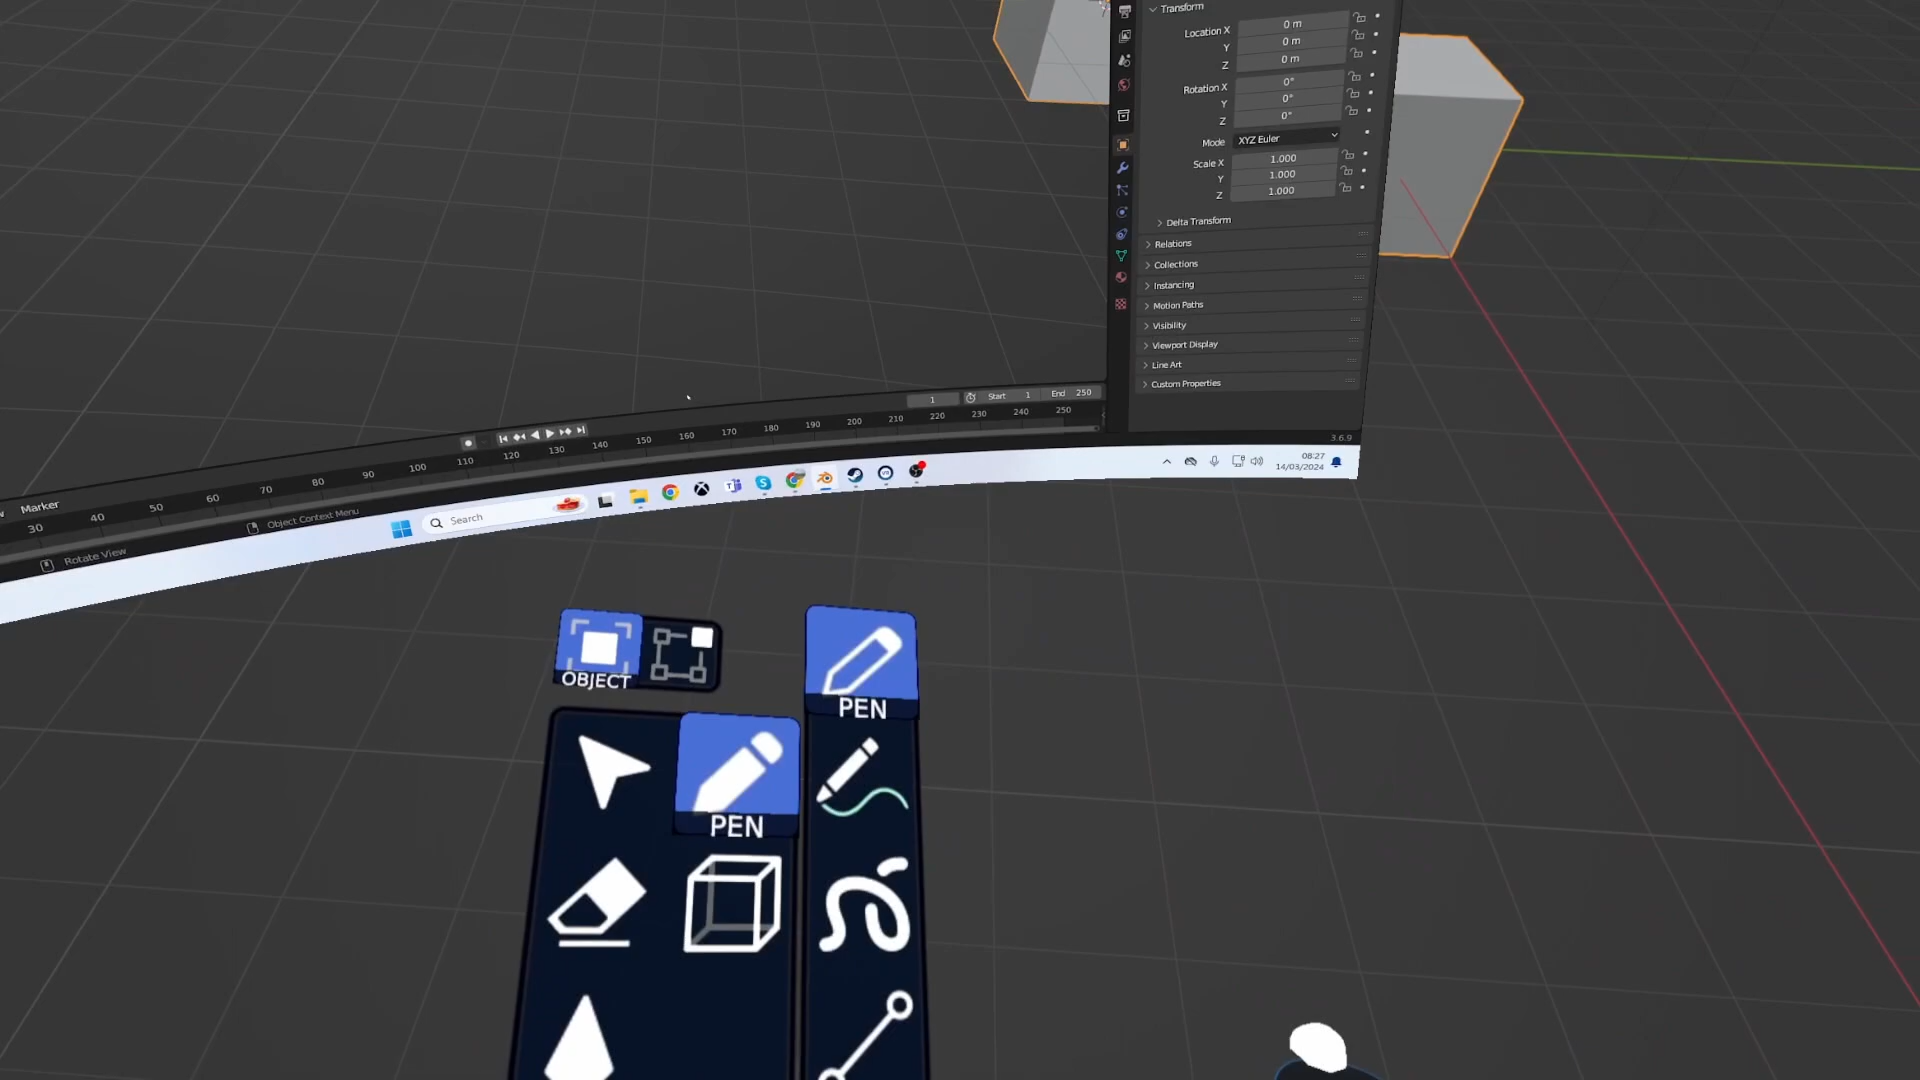 Transform
Location X 0 m
Y 0 m
Z 0 m
Rotation X 0°
Y 0°
Z 0°
Mode XYZ Euler
Scale X 1.000
Y 1.000
Z 1.000
Delta Transform
Relations
Collections
Instancing
Motion Paths
Visibility
Viewport Display
Line Art
Custom Properties
1 Start 1 End 250
Marker
30 40 50 60 70 80 90 100 110 120 130 140 150 160 170 180 190 200 210 220 230 240 250
Rotate View Object Context Menu
3.6.9
Search
08:27
14/03/2024
OBJECT
PEN
PEN